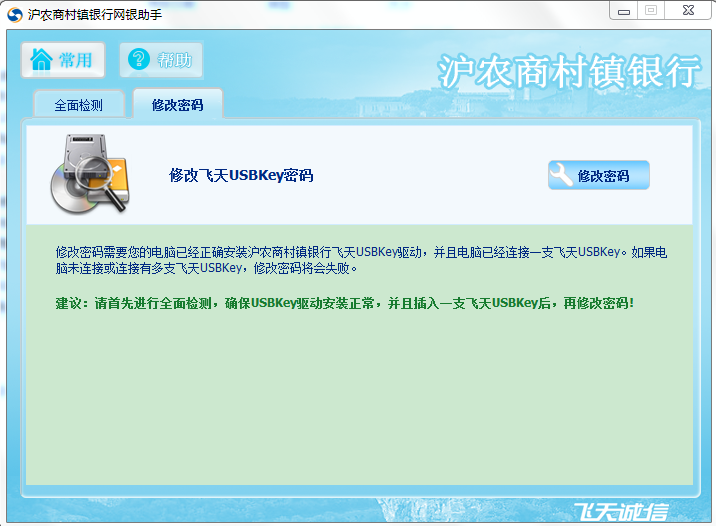 沪农商村镇银行网银助手
常用
帮助
沪农商村镇银行
全面检测
修改密码
修改飞天USBKey密码
修改密码
修改密码需要您的电脑已经正确安装沪农商村镇银行飞天USBKey驱动，并且电脑已经连接一支飞天USBKey。如果电
脑未连接或连接有多支飞天USBKey，修改密码将会失败。
建议：请首先进行全面检测，确保USBKey驱动安装正常，并且插入一支飞天USBKey后，再修改密码!
飞天诚信